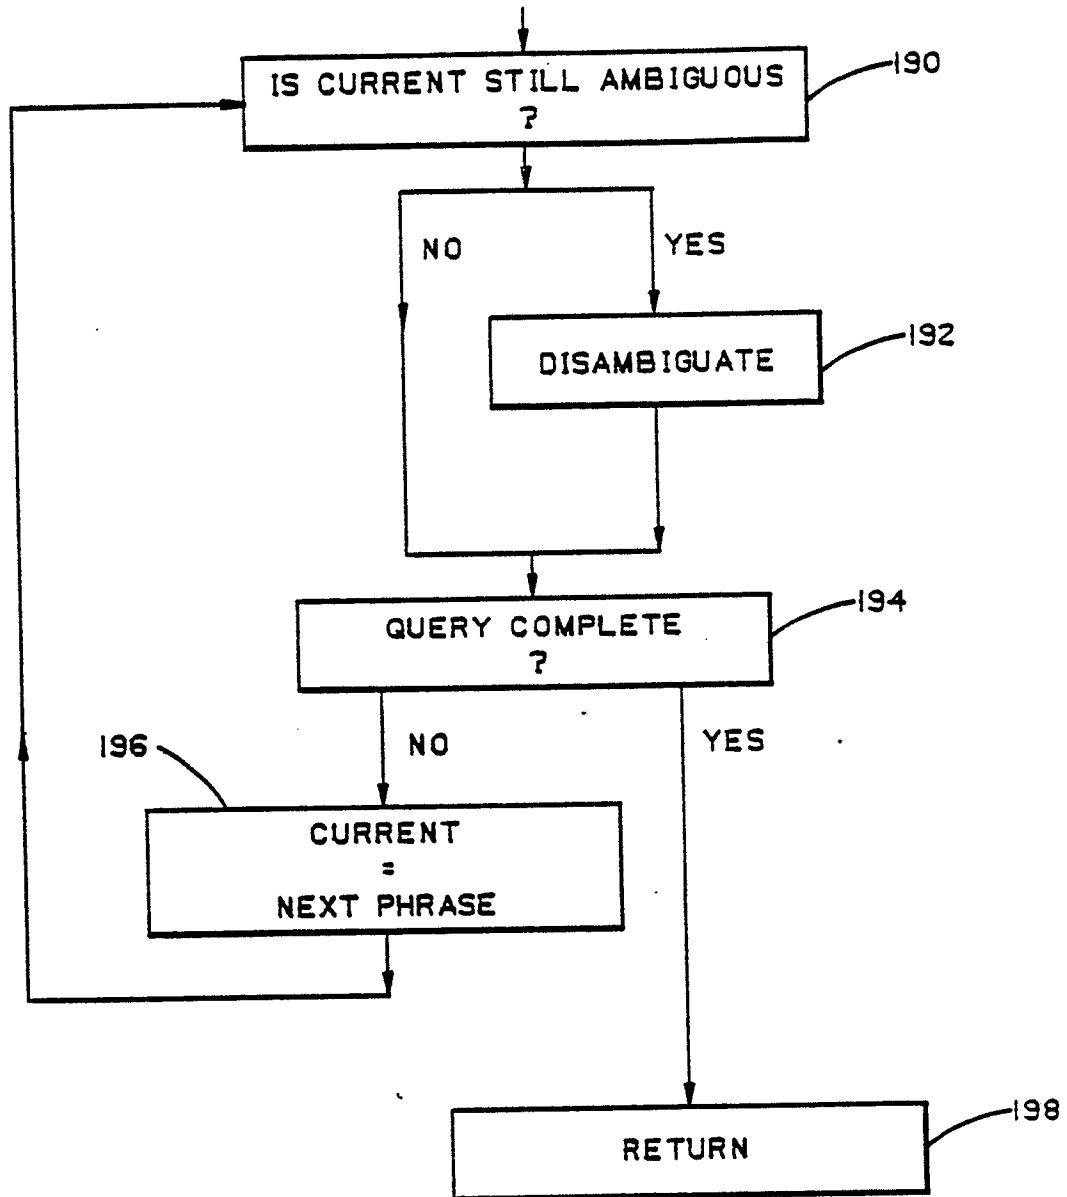 IS CURRENT STILL AMBIGUOUS
?
190
NO
YES
DISAMBIGUATE
192
QUERY COMPLETE
?
194
196
NO
YES
CURRENT
=
NEXT PHRASE
RETURN
198